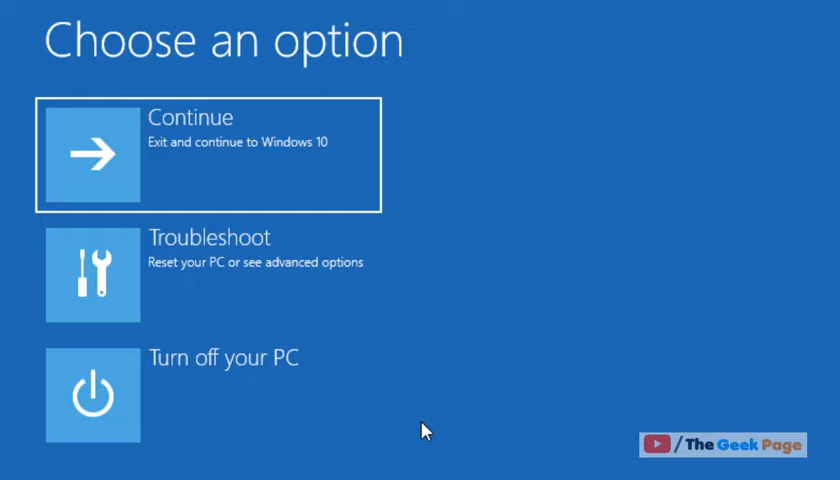 Choose an option
Continue
Exit and continue to Windows 10
Troubleshoot
Reset your PC or see advanced options
Turn off your PC
/The Geek Page